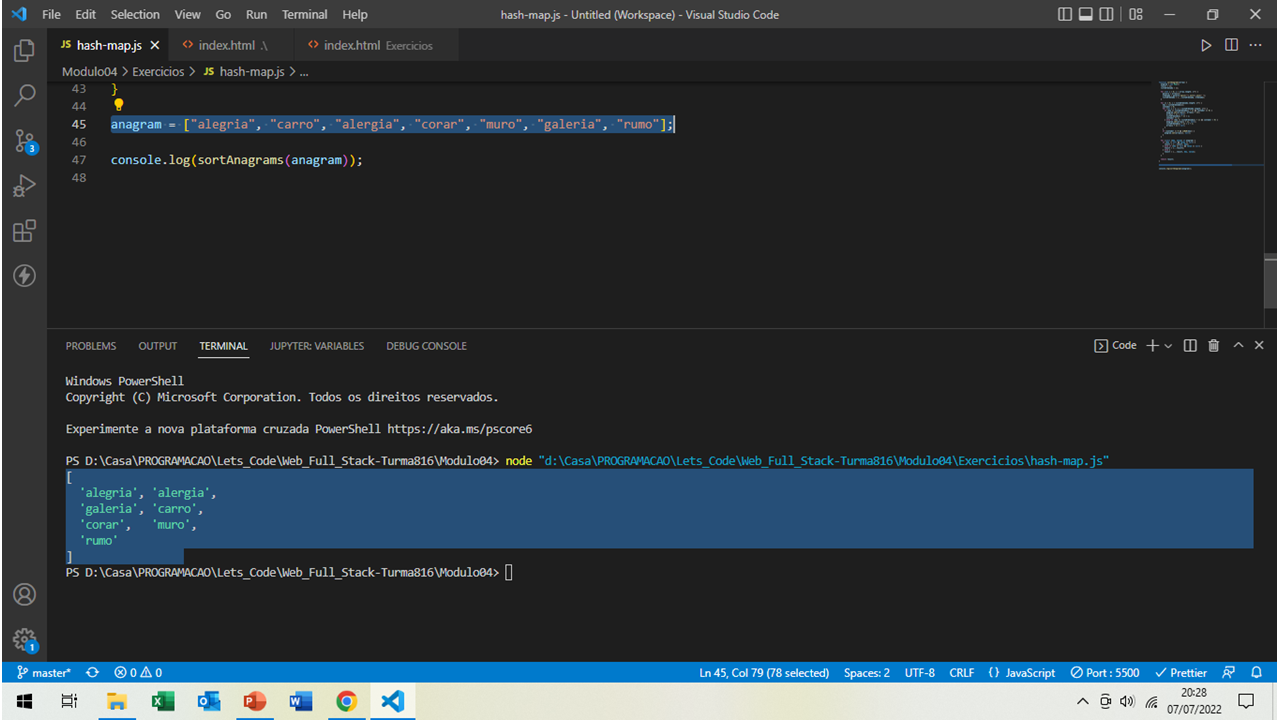 File Edit Selection View Go Run Terminal Help hash-map.js - Untitled (Workspace) - Visual Studio Code
JS hash-map.js index.html .\ index.html Exercicios
Modulo04 > Exercicios > JS hash-map.js > ...
43 }
44
45 anagram = ["alegria", "carro", "alergia", "corar", "muro", "galeria", "rumo"];
46
47 console.log(sortAnagrams(anagram));
48
3
PROBLEMS OUTPUT TERMINAL JUPYTER: VARIABLES DEBUG CONSOLE Code
Windows PowerShell
Copyright (C) Microsoft Corporation. Todos os direitos reservados.
Experimente a nova plataforma cruzada PowerShell https://aka.ms/pscore6
PS D:\Casa\PROGRAMACAO\Lets_Code\Web_Full_Stack-Turma816\Modulo04> node "d:\Casa\PROGRAMACAO\Lets_Code\Web_Full_Stack-Turma816\Modulo04\Exercicios\hash-map.js"
[
'alegria', 'alergia',
'galeria', 'carro',
'corar', 'muro',
'rumo'
]
PS D:\Casa\PROGRAMACAO\Lets_Code\Web_Full_Stack-Turma816\Modulo04>
1
master* 0 0 Ln 45, Col 79 (78 selected) Spaces: 2 UTF-8 CRLF {} JavaScript Port : 5500 Prettier
20:28
07/07/2022